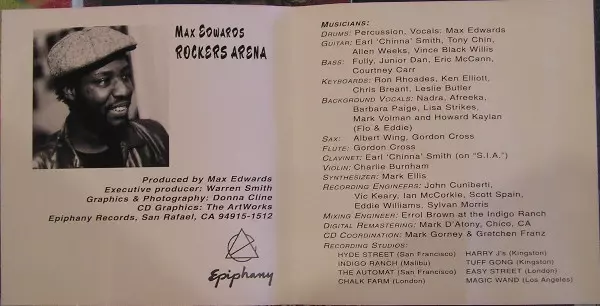 Max Edwards
ROCKERS ARENA
Produced by Max Edwards
Executive producer: Warren Smith
Graphics & Photography: Donna Cline
CD Graphics: The ArtWorks
Epiphany Records, San Rafael, CA 94915-1512
Epiphany
MUSICIANS:
DRUMS: Percussion, Vocals: Max Edwards
GUITAR: Earl 'Chinna' Smith, Tony Chin,
Allen Weeks, Vince Black Willis
BASS: Fully, Junior Dan, Eric McCann,
Courtney Carr
KEYBOARDS: Ron Rhoades, Ken Elliott,
Chris Breant, Leslie Butler
BACKGROUND VOCALS: Nadra, Afreeka,
Barbara Paige, Lisa Strikes,
Mark Volman and Howard Kaylan
(Flo & Eddie)
SAX: Albert Wing, Gordon Cross
FLUTE: Gordon Cross
CLAVINET: Earl 'Chinna' Smith (on "S.I.A.")
VIOLIN: Charlie Burnham
SYNTHESIZER: Mark Ellis
RECORDING ENGINEERS: John Cuniberti,
Vic Keary, Ian McCorkle, Scott Spain,
Eddie Williams, Sylvan Morris
MIXING ENGINEER: Errol Brown at the Indigo Ranch
DIGITAL REMASTERING: Mark D'Atony, Chico, CA
CD COORDINATION: Mark Gorney & Gretchen Franz
RECORDING STUDIOS:
HYDE STREET (San Francisco) HARRY J's (Kingston)
INDIGO RANCH (Malibu) TUFF GONG (Kingston)
THE AUTOMAT (San Francisco) EASY STREET (London)
CHALK FARM (London) MAGIC WAND (Los Angeles)